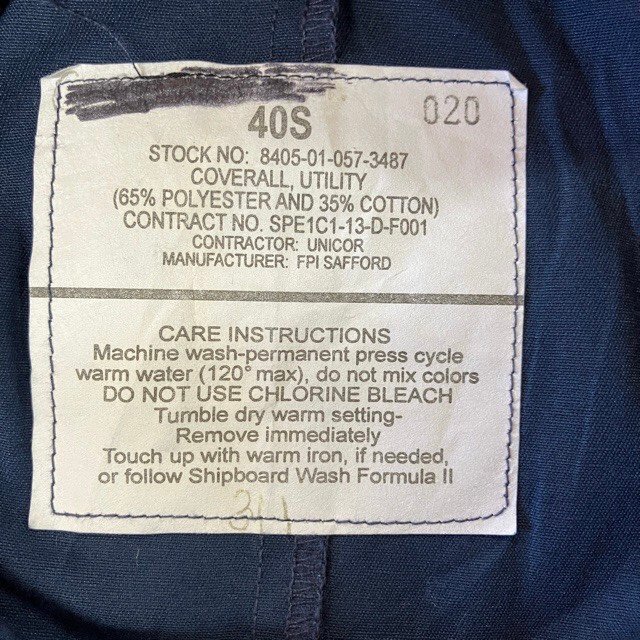 020
40S
STOCK NO: 8405-01-057-3487
COVERALL, UTILITY
(65% POLYESTER AND 35% COTTON)
CONTRACT NO. SPE1C1-13-D-F001
CONTRACTOR: UNICOR
MANUFACTURER: FPI SAFFORD
CARE INSTRUCTIONS
Machine wash-permanent press cycle
warm water (120° max), do not mix colors
DO NOT USE CHLORINE BLEACH
Tumble dry warm setting-
Remove immediately
Touch up with warm iron, if needed,
or follow Shipboard Wash Formula II